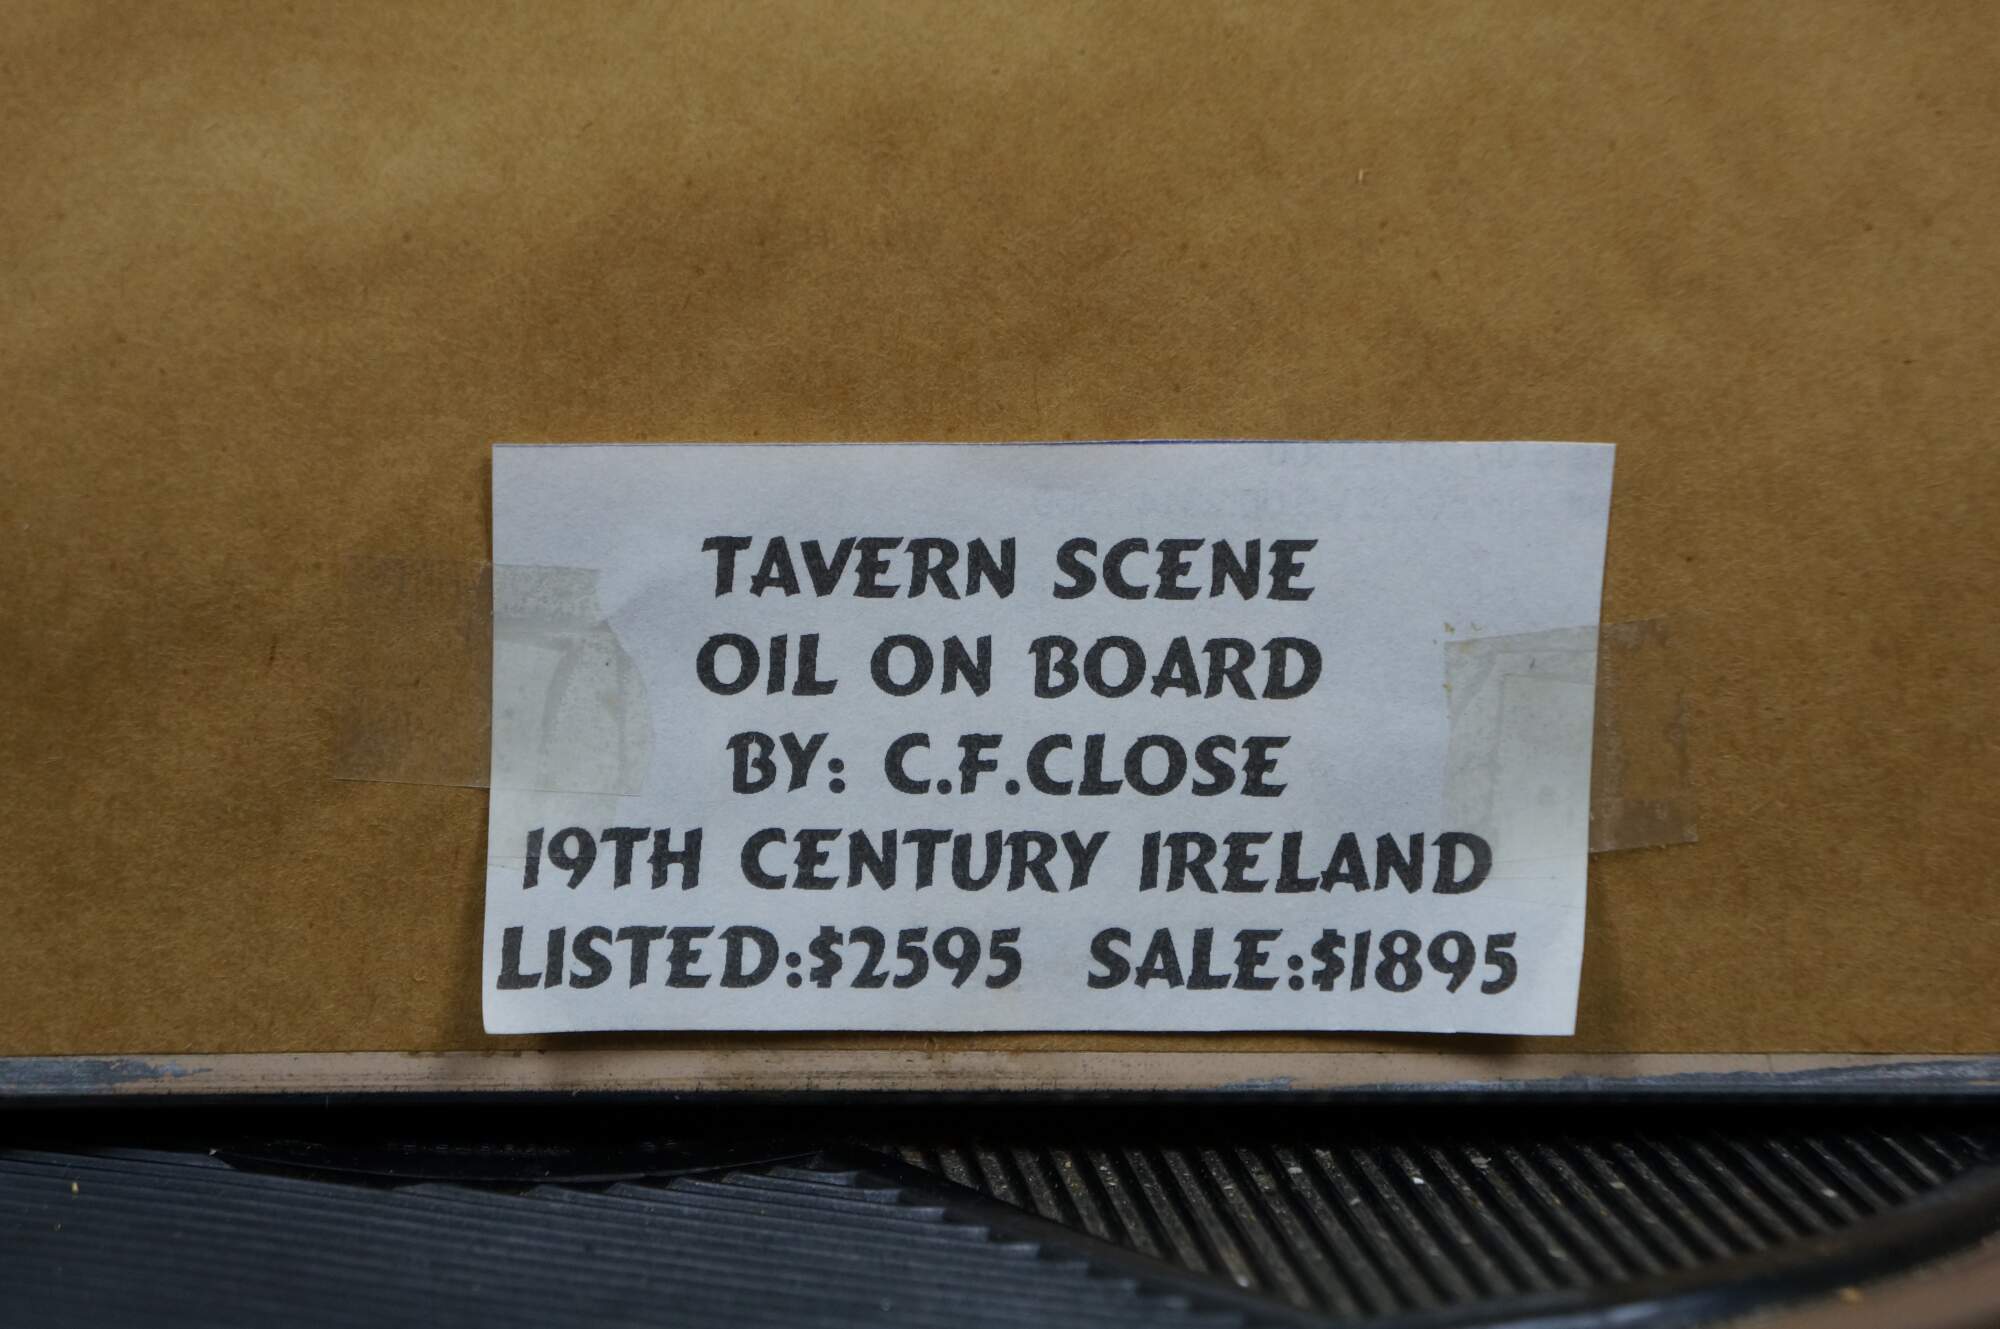 TAVERN SCENE
OIL ON BOARD
BY: C.F.CLOSE
19TH CENTURY IRELAND
LISTED:$2595 SALE:$1895